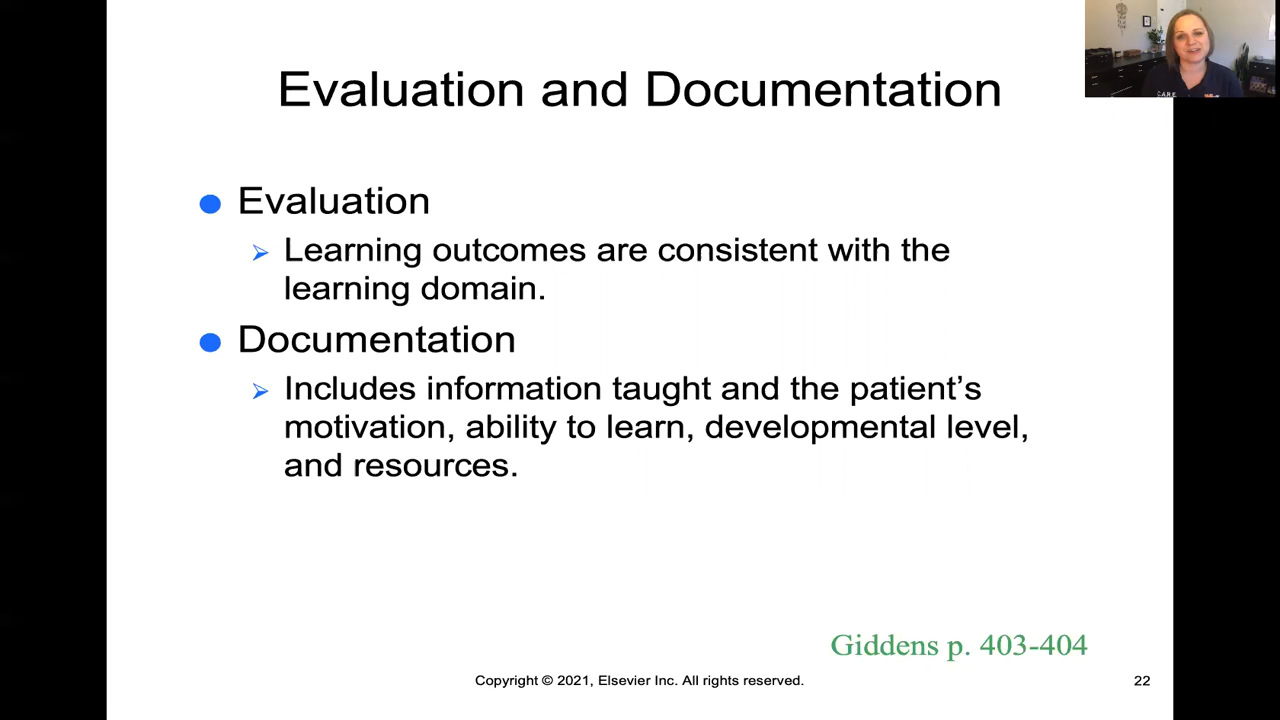 Evaluation and Documentation
Evaluation
Learning outcomes are consistent with the
learning domain.
Documentation
Includes information taught and the patient’s
motivation, ability to learn, developmental level,
and resources.
Giddens p. 403-404
Copyright © 2021, Elsevier Inc. All rights reserved.
22
CARE